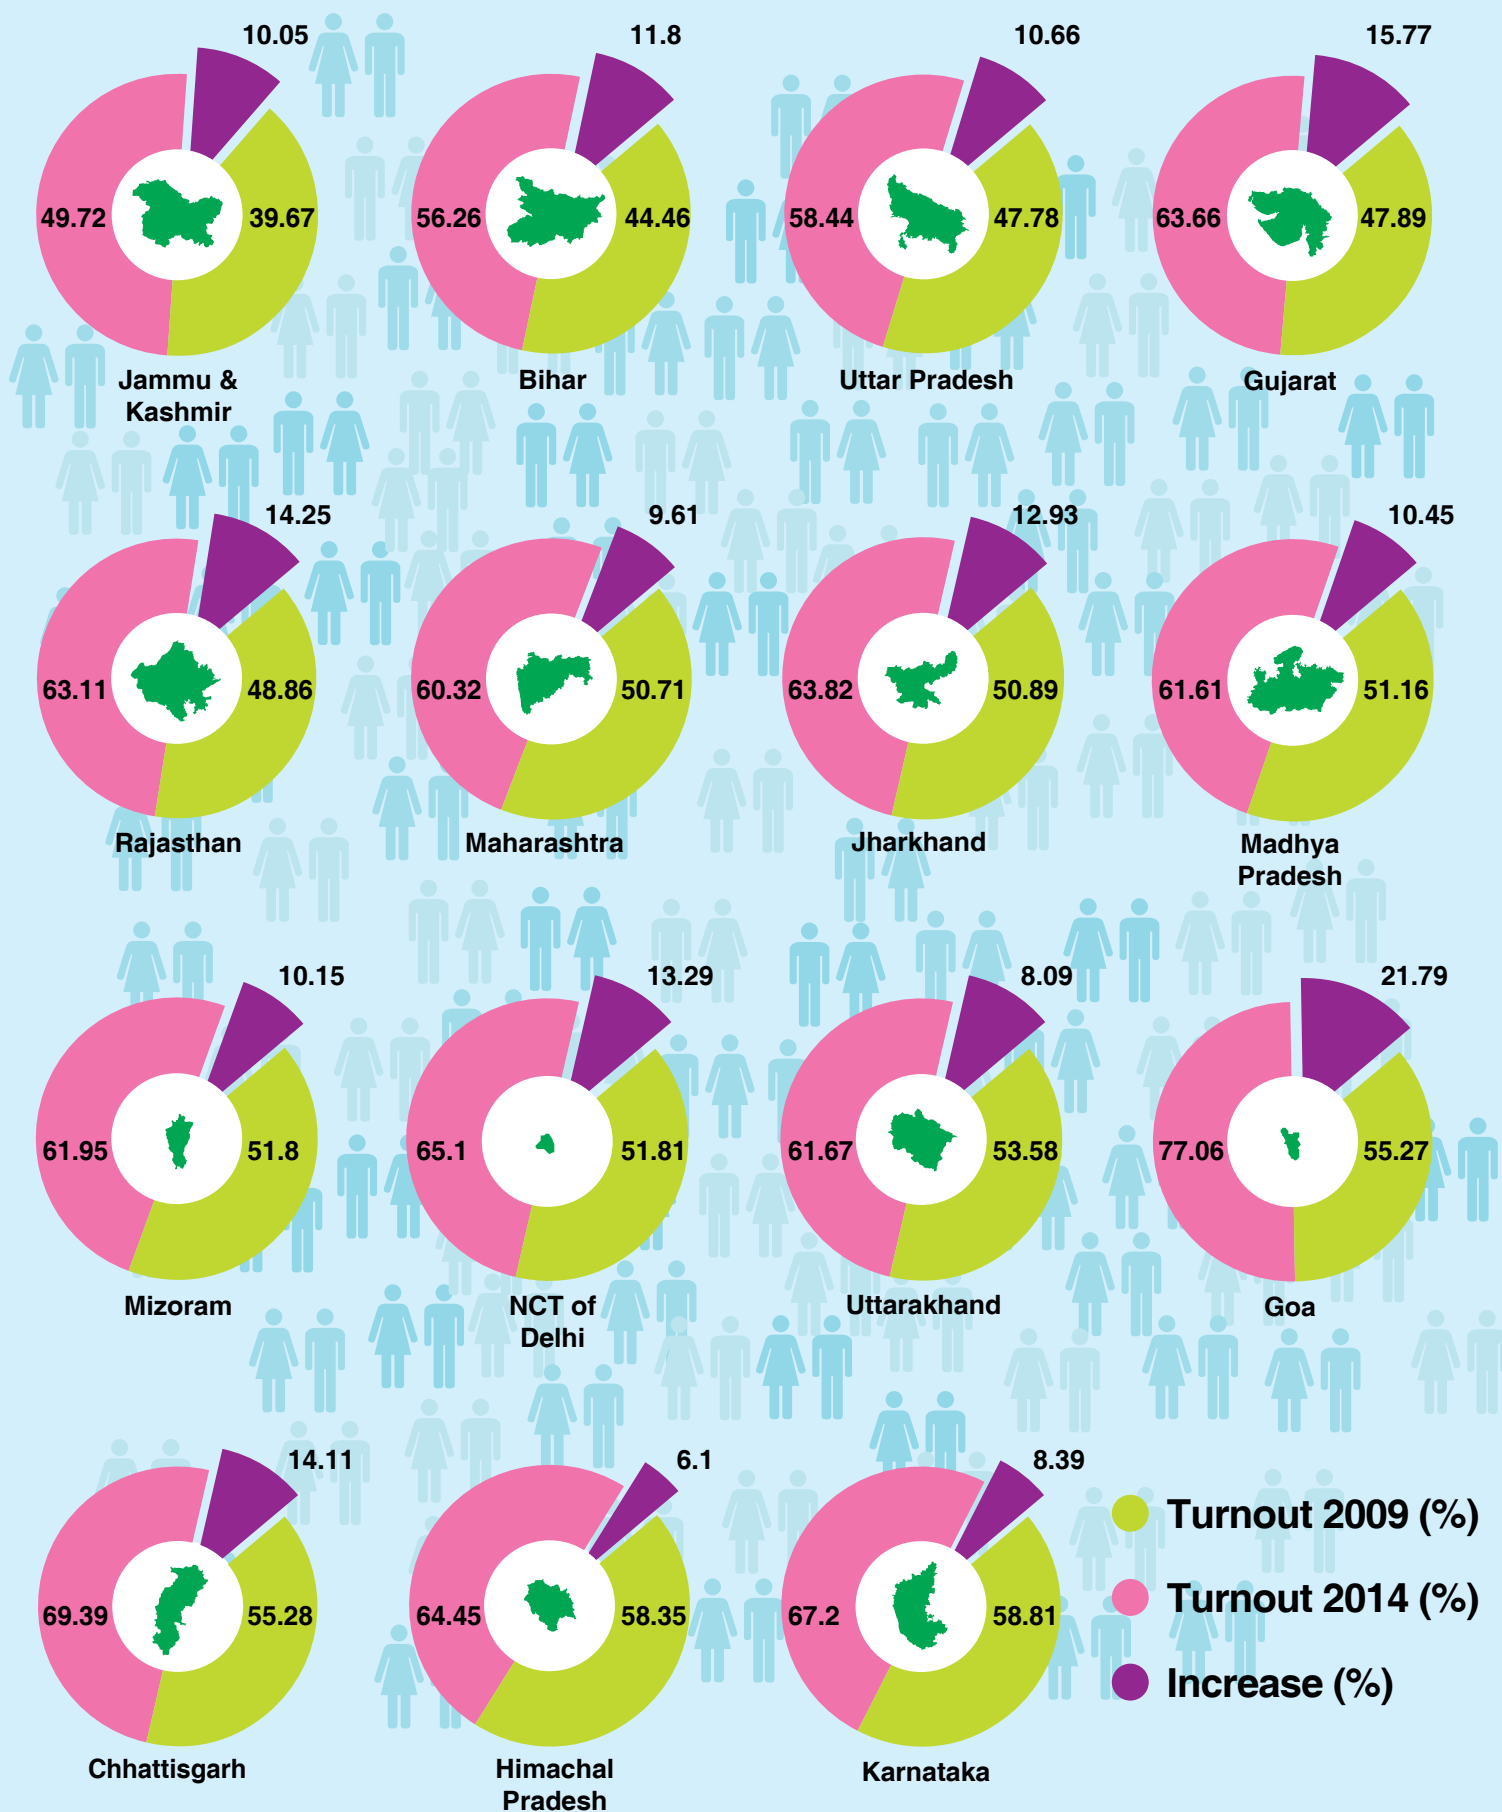 10.05
49.72
39.67
Jammu &
Kashmir
11.8
56.26
44.46
Bihar
10.66
58.44
47.78
Uttar Pradesh
15.77
63.66
47.89
Gujarat
14.25
63.11
48.86
Rajasthan
9.61
60.32
50.71
Maharashtra
12.93
63.82
50.89
Jharkhand
10.45
61.61
51.16
Madhya
Pradesh
10.15
61.95
51.8
Mizoram
13.29
65.1
51.81
NCT of
Delhi
8.09
61.67
53.58
Uttarakhand
21.79
77.06
55.27
Goa
14.11
69.39
55.28
Chhattisgarh
6.1
64.45
58.35
Himachal
Pradesh
8.39
67.2
58.81
Karnataka
Turnout 2009 (%)
Turnout 2014 (%)
Increase (%)